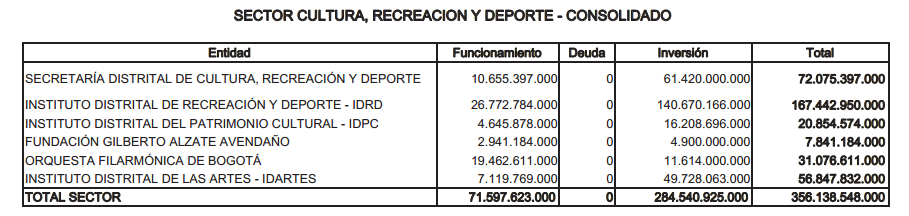 SECTOR CULTURA, RECREACION Y DEPORTE - CONSOLIDADO
Entidad Funcionamiento Deuda Inversión Total
SECRETARÍA DISTRITAL DE CULTURA, RECREACIÓN Y DEPORTE 10.655.397.000 0 61.420.000.000 72.075.397.000
INSTITUTO DISTRITAL DE RECREACIÓN Y DEPORTE - IDRD 26.772.784.000 0 140.670.166.000 167.442.950.000
INSTITUTO DISTRITAL DEL PATRIMONIO CULTURAL - IDPC 4.645.878.000 0 16.208.696.000 20.854.574.000
FUNDACIÓN GILBERTO ALZATE AVENDAÑO 2.941.184.000 0 4.900.000.000 7.841.184.000
ORQUESTA FILARMÓNICA DE BOGOTÁ 19.462.611.000 0 11.614.000.000 31.076.611.000
INSTITUTO DISTRITAL DE LAS ARTES - IDARTES 7.119.769.000 0 49.728.063.000 56.847.832.000
TOTAL SECTOR 71.597.623.000 0 284.540.925.000 356.138.548.000